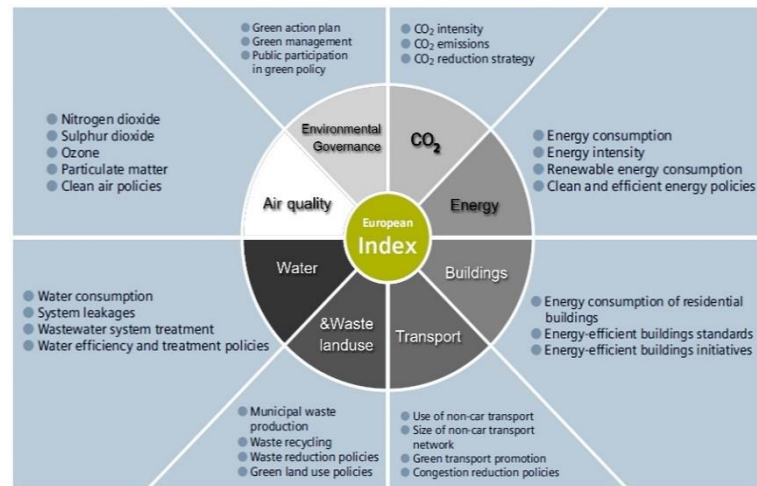 Green action plan
Green management
Public participation
in green policy
CO₂ intensity
CO₂ emissions
CO₂ reduction strategy
Nitrogen dioxide
Sulphur dioxide
Ozone
Particulate matter
Clean air policies
Environmental
Governance
CO₂
Energy consumption
Energy intensity
Renewable energy consumption
Clean and efficient energy policies
Air quality
European
Index
Energy
Water
Buildings
&Waste
landuse
Transport
Water consumption
System leakages
Wastewater system treatment
Water efficiency and treatment policies
Energy consumption of residential
buildings
Energy-efficient buildings standards
Energy-efficient buildings initiatives
Municipal waste
production
Waste recycling
Waste reduction policies
Green land use policies
Use of non-car transport
Size of non-car transport
network
Green transport promotion
Congestion reduction policies